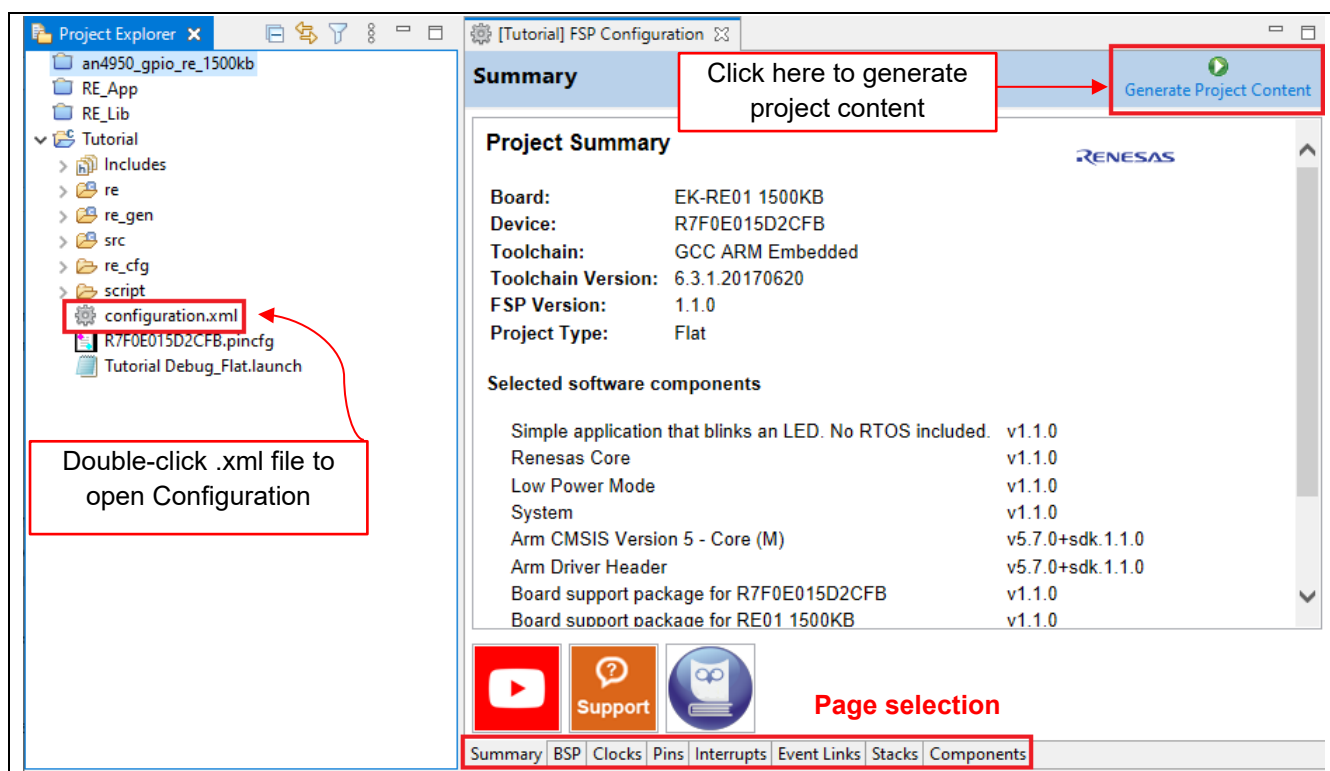 Project Explorer
an4950_gpio_re_1500kb
RE_App
RE_Lib
Tutorial
Includes
re
re_gen
src
re_cfg
script
configuration.xml
R7F0E015D2CFB.pincfg
Tutorial Debug_Flat.launch
Double-click .xml file to
open Configuration
[Tutorial] FSP Configuration
Summary
Click here to generate
project content
Generate Project Content
Project Summary
RENESAS
Board: EK-RE01 1500KB
Device: R7F0E015D2CFB
Toolchain: GCC ARM Embedded
Toolchain Version: 6.3.1.20170620
FSP Version: 1.1.0
Project Type: Flat
Selected software components
Simple application that blinks an LED. No RTOS included. v1.1.0
Renesas Core v1.1.0
Low Power Mode v1.1.0
System v1.1.0
Arm CMSIS Version 5 - Core (M) v5.7.0+sdk.1.1.0
Arm Driver Header v5.7.0+sdk.1.1.0
Board support package for R7F0E015D2CFB v1.1.0
Board support package for RE01 1500KB v1.1.0
Support
Page selection
Summary BSP Clocks Pins Interrupts Event Links Stacks Components